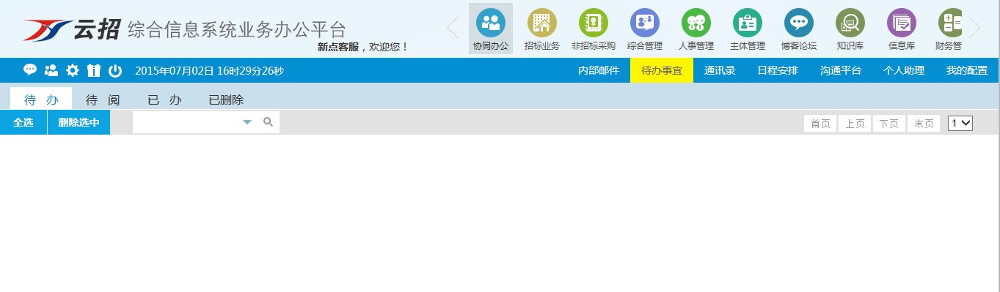 云招 综合信息系统业务办公平台
新点客服，欢迎您！
协同办公 招标业务 非招标采购 综合管理 人事管理 主体管理 博客论坛 知识库 信息库 财务管
2015年07月02日 16时29分26秒 内部邮件 待办事宜 通讯录 日程安排 沟通平台 个人助理 我的配置
待 办 待 阅 已 办 已删除
全选 删除选中 首页 上页 下页 末页 1